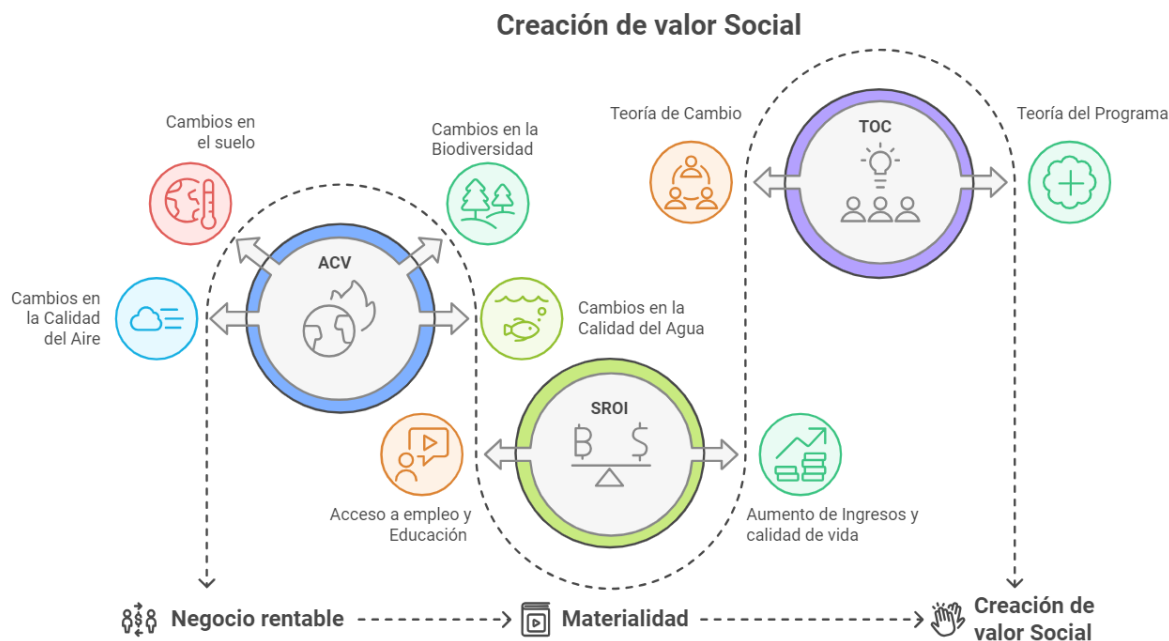 Creación de valor Social
Cambios en
el suelo
Cambios en la
Biodiversidad
ACV
Cambios en
la Calidad
del Aire
Cambios en la
Calidad del Agua
Teoría de Cambio
TOC
Teoría del Programa
SROI
B $
Acceso a empleo y
Educación
Aumento de Ingresos y
calidad de vida
Negocio rentable
Materialidad
Creación de
valor Social